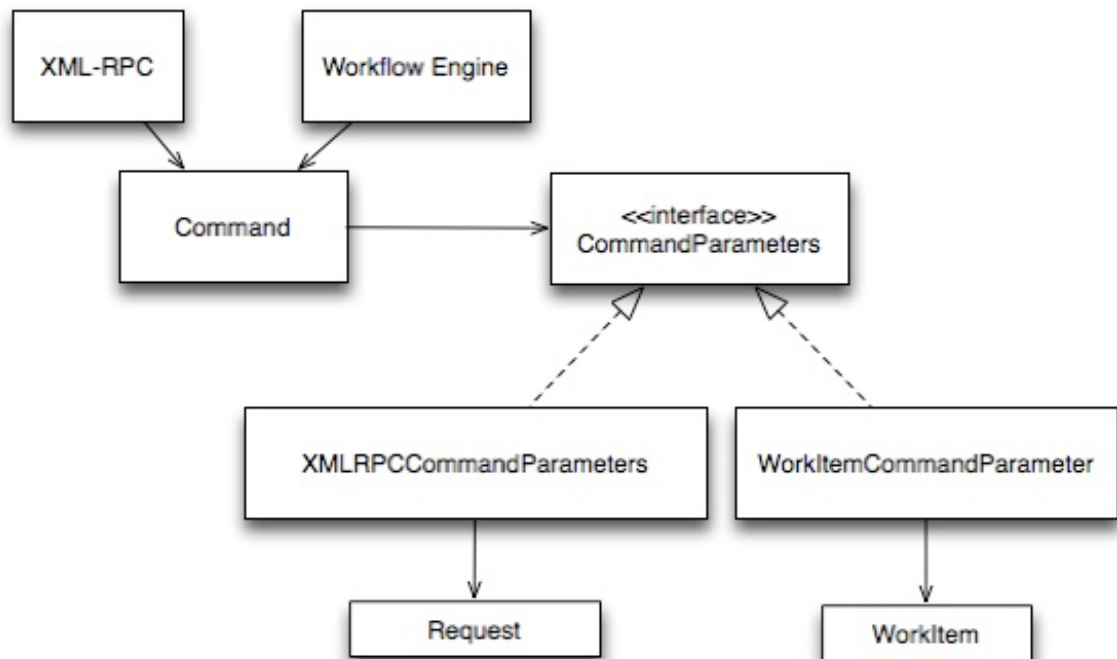 XML-RPC
Workflow Engine
Command
<<interface>>
CommandParameters
XMLRPCCommandParameters
WorkItemCommandParameter
Request
WorkItem